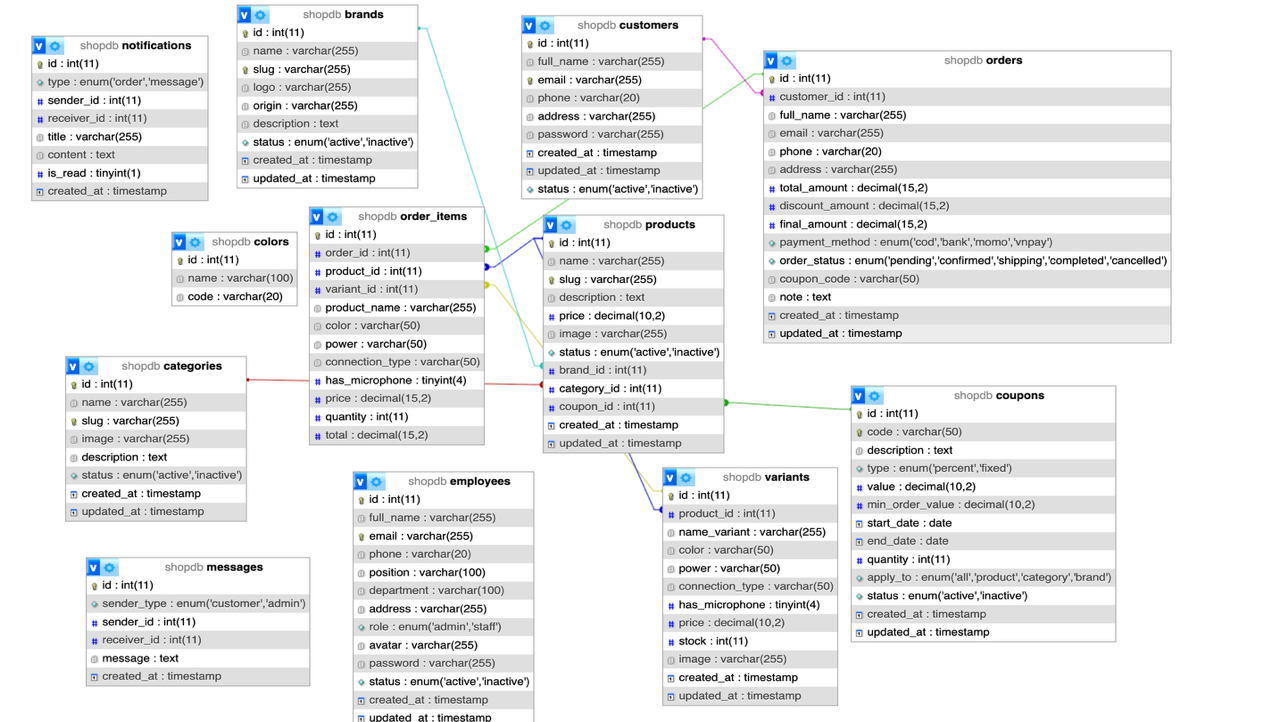 shopdb notifications
id : int(11)
type : enum('order','message')
sender_id : int(11)
receiver_id : int(11)
title : varchar(255)
content : text
is_read : tinyint(1)
created_at : timestamp
shopdb brands
id : int(11)
name : varchar(255)
slug : varchar(255)
logo : varchar(255)
origin : varchar(255)
description : text
status : enum('active','inactive')
created_at : timestamp
updated_at : timestamp
shopdb customers
id : int(11)
full_name : varchar(255)
email : varchar(255)
phone : varchar(20)
address : varchar(255)
password : varchar(255)
created_at : timestamp
updated_at : timestamp
status : enum('active','inactive')
shopdb orders
id : int(11)
customer_id : int(11)
full_name : varchar(255)
email : varchar(255)
phone : varchar(20)
address : varchar(255)
total_amount : decimal(15,2)
discount_amount : decimal(15,2)
final_amount : decimal(15,2)
payment_method : enum('cod','bank','momo','vnpay')
order_status : enum('pending','confirmed','shipping','completed','cancelled')
coupon_code : varchar(50)
note : text
created_at : timestamp
updated_at : timestamp
shopdb colors
id : int(11)
name : varchar(100)
code : varchar(20)
shopdb order_items
id : int(11)
order_id : int(11)
product_id : int(11)
variant_id : int(11)
product_name : varchar(255)
color : varchar(50)
power : varchar(50)
connection_type : varchar(50)
has_microphone : tinyint(4)
price : decimal(15,2)
quantity : int(11)
total : decimal(15,2)
shopdb products
id : int(11)
name : varchar(255)
slug : varchar(255)
description : text
price : decimal(10,2)
image : varchar(255)
status : enum('active','inactive')
brand_id : int(11)
category_id : int(11)
coupon_id : int(11)
created_at : timestamp
updated_at : timestamp
shopdb categories
id : int(11)
name : varchar(255)
slug : varchar(255)
image : varchar(255)
description : text
status : enum('active','inactive')
created_at : timestamp
updated_at : timestamp
shopdb coupons
id : int(11)
code : varchar(50)
description : text
type : enum('percent','fixed')
value : decimal(10,2)
min_order_value : decimal(10,2)
start_date : date
end_date : date
quantity : int(11)
apply_to : enum('all','product','category','brand')
status : enum('active','inactive')
created_at : timestamp
updated_at : timestamp
shopdb employees
id : int(11)
full_name : varchar(255)
email : varchar(255)
phone : varchar(20)
position : varchar(100)
department : varchar(100)
address : varchar(255)
role : enum('admin','staff')
avatar : varchar(255)
password : varchar(255)
status : enum('active','inactive')
created_at : timestamp
updated_at : timestamp
shopdb variants
id : int(11)
product_id : int(11)
name_variant : varchar(255)
color : varchar(50)
power : varchar(50)
connection_type : varchar(50)
has_microphone : tinyint(4)
price : decimal(10,2)
stock : int(11)
image : varchar(255)
created_at : timestamp
updated_at : timestamp
shopdb messages
id : int(11)
sender_type : enum('customer','admin')
sender_id : int(11)
receiver_id : int(11)
message : text
created_at : timestamp